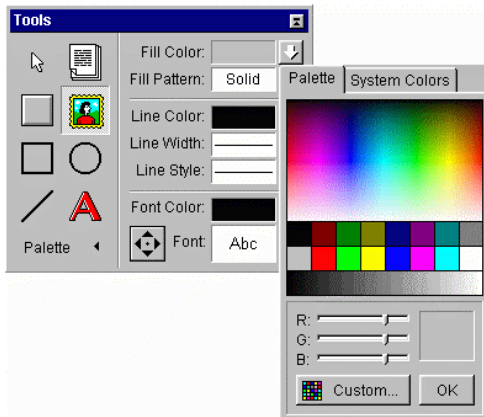 Tools
Fill Color:
Fill Pattern: Solid
Line Color:
Line Width:
Line Style:
Font Color:
Font: Abc
Palette
Palette System Colors
R:
G:
B:
Custom... OK